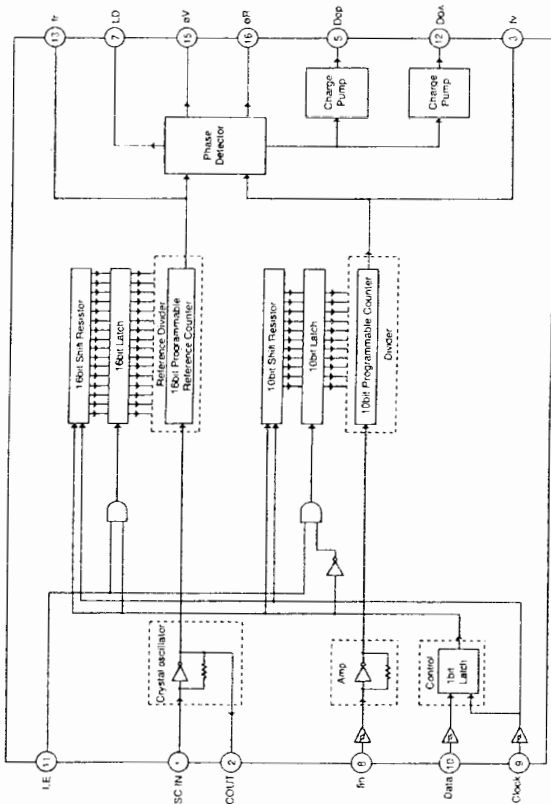 LE
11
SC IN
1
COUT
2
fin
8
Data
10
Clock
9
Crystal oscillator
Amp
Control
1bit
Latch
16bit Shift Resistor
16bit Latch
Reference Divider
16bit Programmable
Reference Counter
10bit Shift Resistor
10bit Latch
10bit Programmable Counter
Divider
Phase
Detector
Charge
Pump
Charge
Pump
13
fr
7
LD
15
øV
16
øR
5
Dop
12
DoA
3
fv